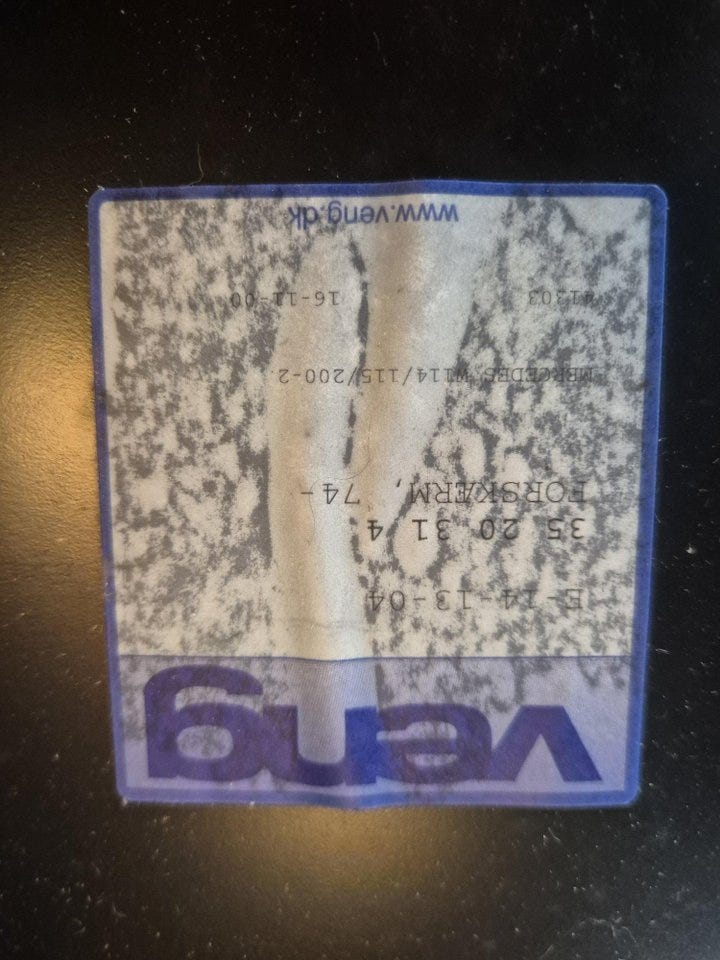 veng
E-14-13-04
35 20 31 4
FORSKÆRM, 74-
MERCEDES W114/115/200-2
41303 16-11-00
www.veng.dk